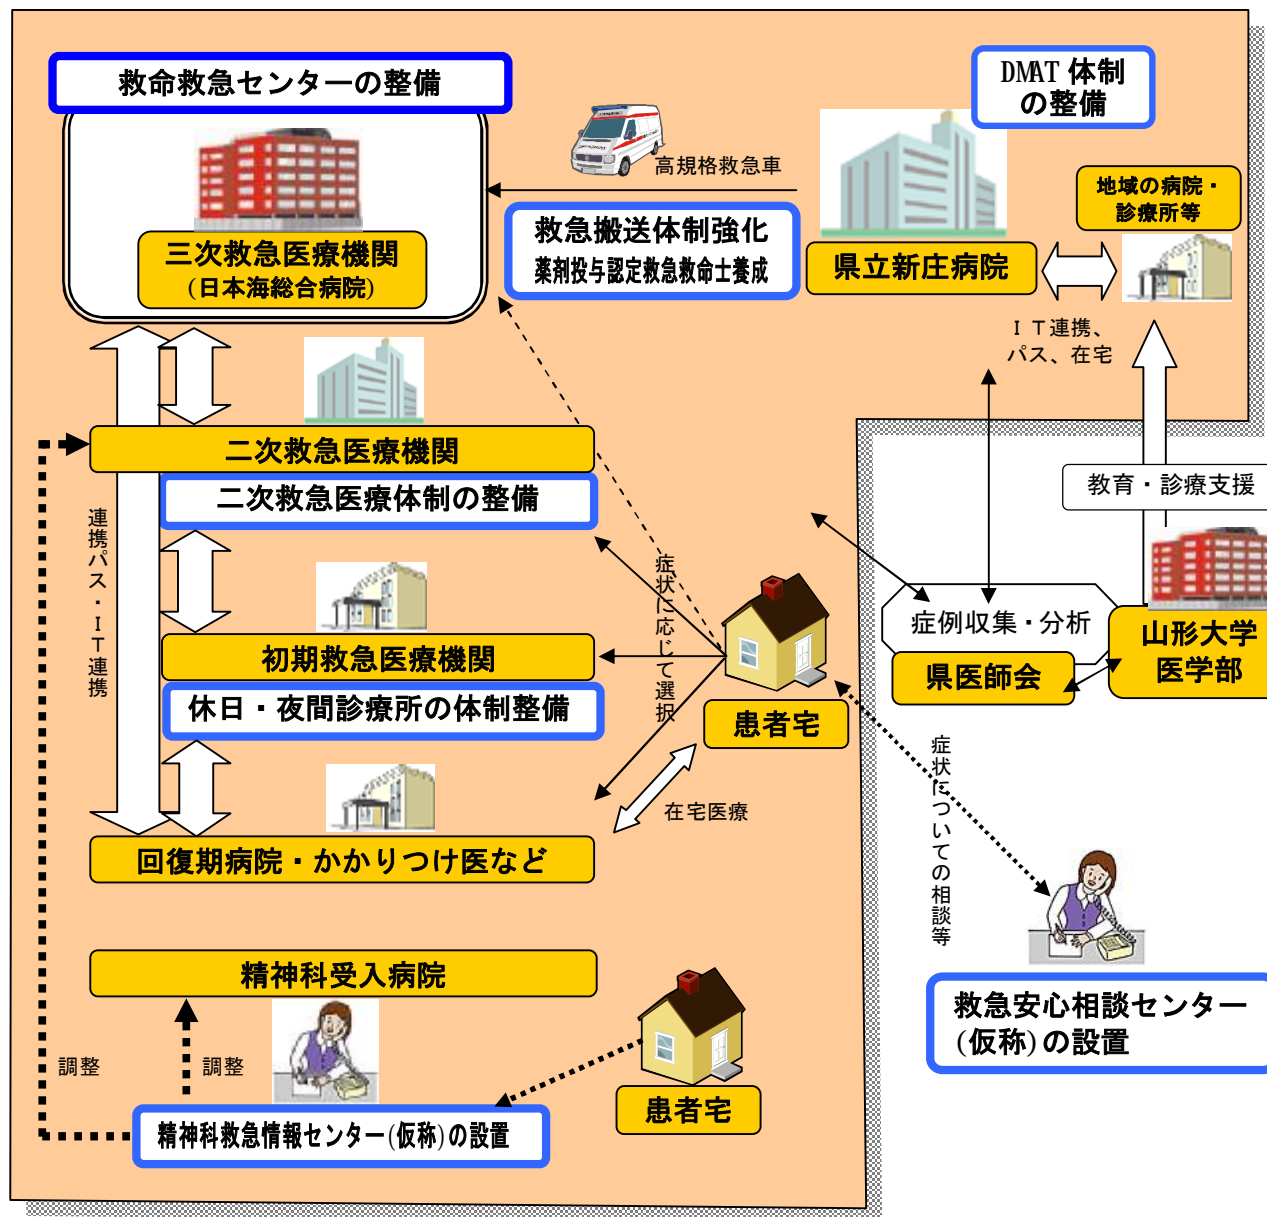 救命救急センターの整備
三次救急医療機関
(日本海総合病院)
高規格救急車
救急搬送体制強化
薬剤投与認定救急救命士養成
DMAT 体制
の整備
県立新庄病院
地域の病院・
診療所等
IT連携、
パス、在宅
二次救急医療機関
二次救急医療体制の整備
連携パス・IT連携
初期救急医療機関
休日・夜間診療所の体制整備
症状に応じて選択
患者宅
在宅医療
回復期病院・かかりつけ医など
教育・診療支援
症例収集・分析
県医師会
山形大学
医学部
症状についての相談等
救急安心相談センター
(仮称)の設置
精神科受入病院
調整
調整
患者宅
精神科救急情報センター(仮称)の設置